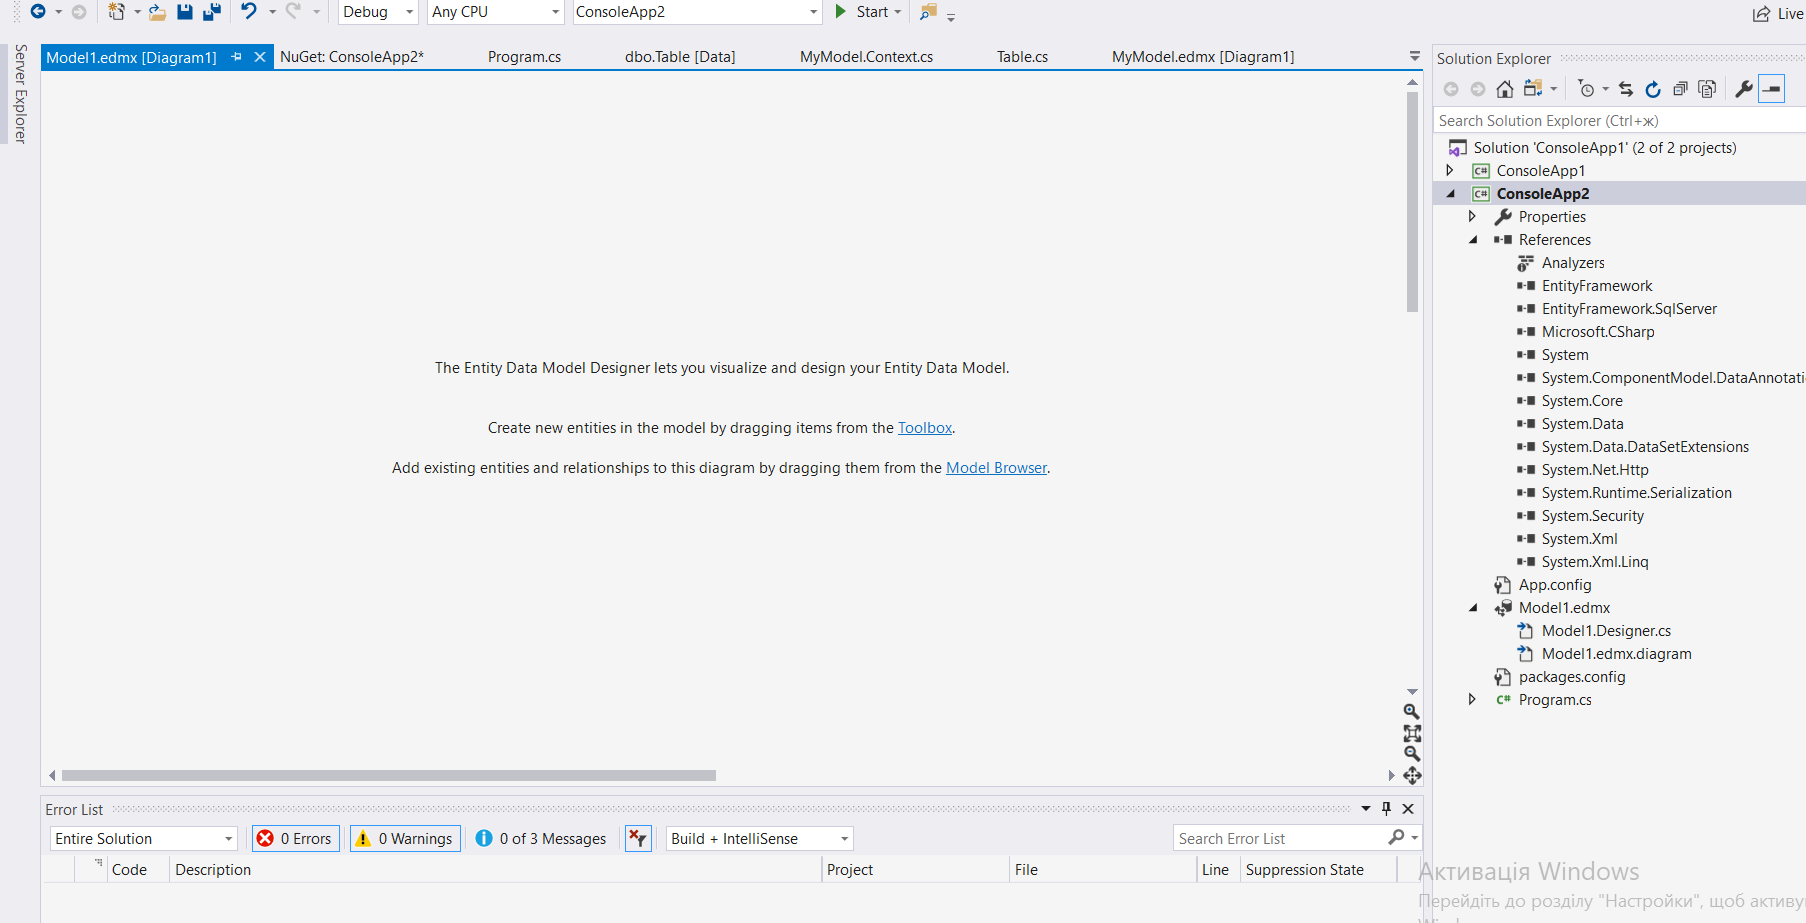 Debug
Any CPU
ConsoleApp2
Start
Live
Server Explorer
Model1.edmx [Diagram1]
NuGet: ConsoleApp2*
Program.cs
dbo.Table [Data]
MyModel.Context.cs
Table.cs
MyModel.edmx [Diagram1]
The Entity Data Model Designer lets you visualize and design your Entity Data Model.
Create new entities in the model by dragging items from the Toolbox.
Add existing entities and relationships to this diagram by dragging them from the Model Browser.
Solution Explorer
Search Solution Explorer (Ctrl+ж)
Solution 'ConsoleApp1' (2 of 2 projects)
C# ConsoleApp1
C# ConsoleApp2
Properties
References
Analyzers
EntityFramework
EntityFramework.SqlServer
Microsoft.CSharp
System
System.ComponentModel.DataAnnotati
System.Core
System.Data
System.Data.DataSetExtensions
System.Net.Http
System.Runtime.Serialization
System.Security
System.Xml
System.Xml.Linq
App.config
Model1.edmx
Model1.Designer.cs
Model1.edmx.diagram
packages.config
C# Program.cs
Error List
Entire Solution
0 Errors
0 Warnings
0 of 3 Messages
Build + IntelliSense
Search Error List
Code
Description
Project
File
Line
Suppression State
Активація Windows
Перейдіть до розділу "Настройки", щоб активу